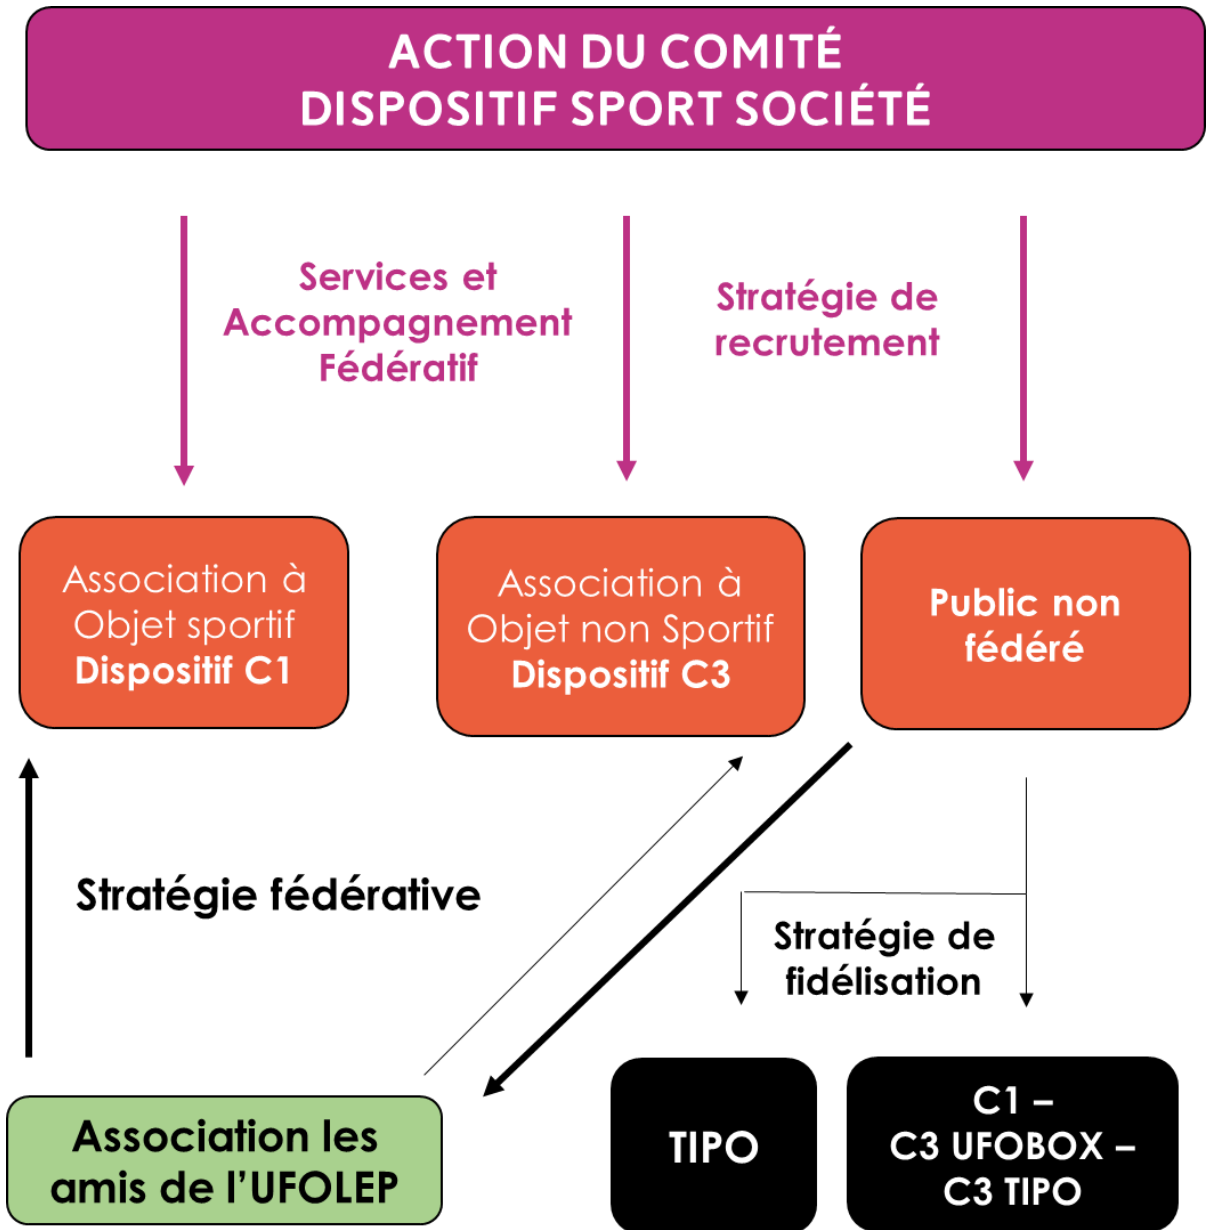 ACTION DU COMITÉ
DISPOSITIF SPORT SOCIÉTÉ
Services et
Accompagnement
Fédératif
Stratégie de
recrutement
Association à
Objet sportif
Dispositif C1
Association à
Objet non Sportif
Dispositif C3
Public non
fédéré
Stratégie fédérative
Stratégie de
fidélisation
Association les
amis de l'UFOLEP
TIPO
C1 –
C3 UFOBOX –
C3 TIPO